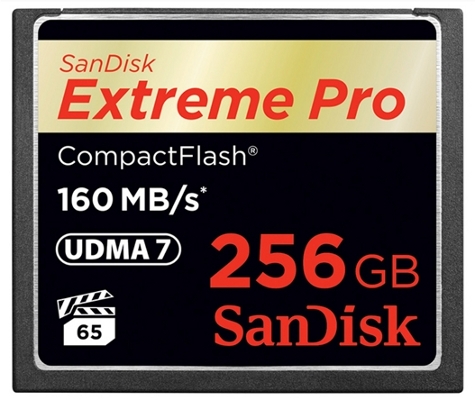 SanDisk
Extreme Pro
CompactFlash®
160 MB/s*
UDMA 7
256 GB
65
SanDisk